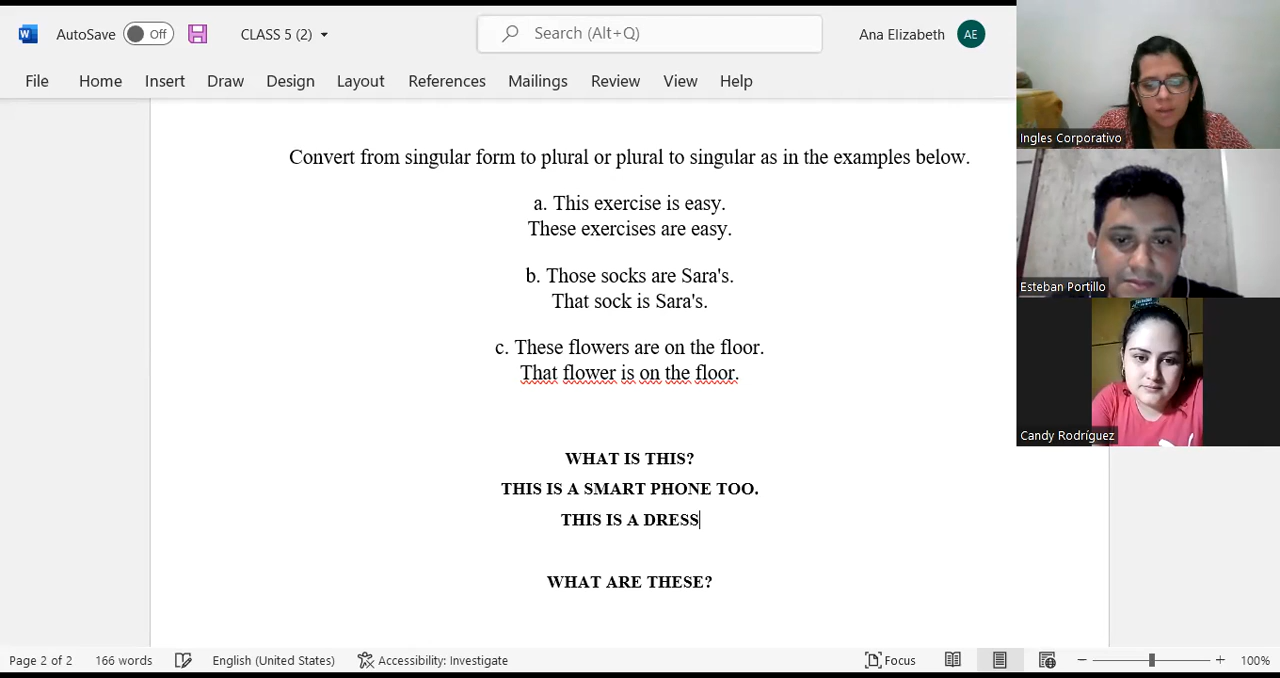 AutoSave Off CLASS 5 (2) Search (Alt+Q) Ana Elizabeth AE
File Home Insert Draw Design Layout References Mailings Review View Help
Convert from singular form to plural or plural to singular as in the examples below.
a. This exercise is easy.
These exercises are easy.
b. Those socks are Sara's.
That sock is Sara's.
c. These flowers are on the floor.
That flower is on the floor.
WHAT IS THIS?
THIS IS A SMART PHONE TOO.
THIS IS A DRESS
WHAT ARE THESE?
Ingles Corporativo
Esteban Portillo
Candy Rodríguez
Page 2 of 2 166 words English (United States) Accessibility: Investigate Focus 100%